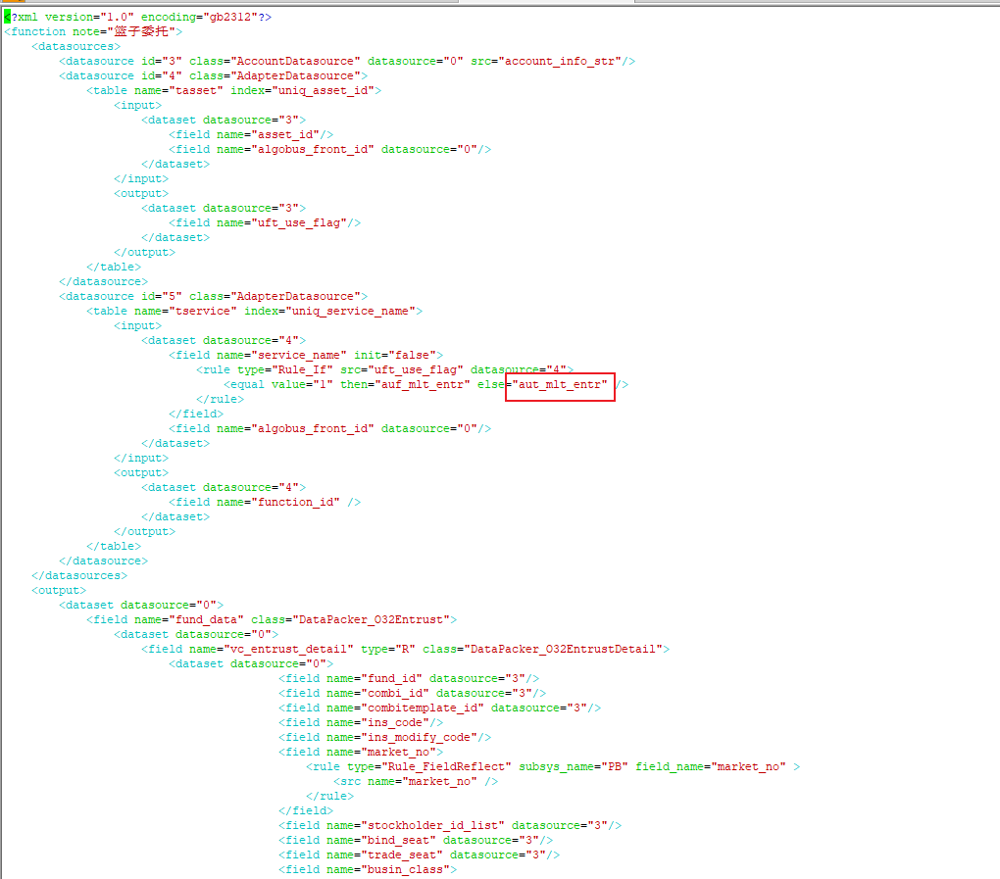 <?xml version="1.0" encoding="gb2312"?>
<function note="篮子委托">
<datasources>
<datasource id="3" class="AccountDatasource" datasource="0" src="account_info_str"/>
<datasource id="4" class="AdapterDatasource">
<table name="tasset" index="uniq_asset_id">
<input>
<dataset datasource="3">
<field name="asset_id"/>
<field name="algobus_front_id" datasource="0"/>
</dataset>
</input>
<output>
<dataset datasource="3">
<field name="uft_use_flag"/>
</dataset>
</output>
</table>
</datasource>
<datasource id="5" class="AdapterDatasource">
<table name="tservice" index="uniq_service_name">
<input>
<dataset datasource="4">
<field name="service_name" init="false">
<rule type="Rule_If" src="uft_use_flag" datasource="4">
<equal value="1" then="auf_mlt_entr" else="aut_mlt_entr" />
</rule>
</field>
<field name="algobus_front_id" datasource="0"/>
</dataset>
</input>
<output>
<dataset datasource="4">
<field name="function_id" />
</dataset>
</output>
</table>
</datasource>
</datasources>
<output>
<dataset datasource="0">
<field name="fund_data" class="DataPacker_O32Entrust">
<dataset datasource="0">
<field name="vc_entrust_detail" type="R" class="DataPacker_O32EntrustDetail">
<dataset datasource="0">
<field name="fund_id" datasource="3"/>
<field name="combi_id" datasource="3"/>
<field name="combitemplate_id" datasource="3"/>
<field name="ins_code"/>
<field name="ins_modify_code"/>
<field name="market_no">
<rule type="Rule_FieldReflect" subsys_name="PB" field_name="market_no" >
<src name="market_no" />
</rule>
</field>
<field name="stockholder_id_list" datasource="3"/>
<field name="bind_seat" datasource="3"/>
<field name="trade_seat" datasource="3"/>
<field name="busin_class">